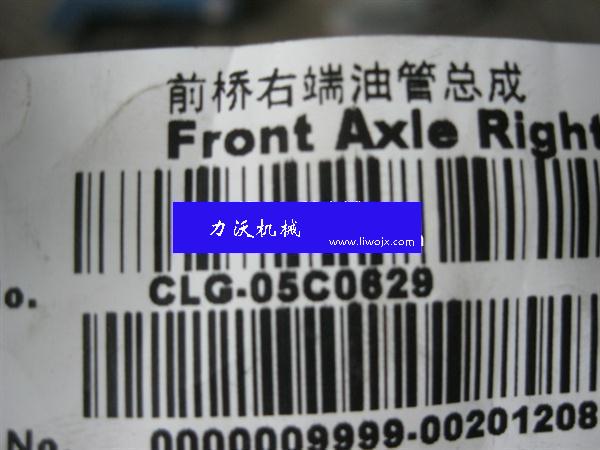 前桥右端油管总成
Front Axle Right
力沃机械
www.liwojx.com
o. CLG-05C0629
No. 0000009999-00201208